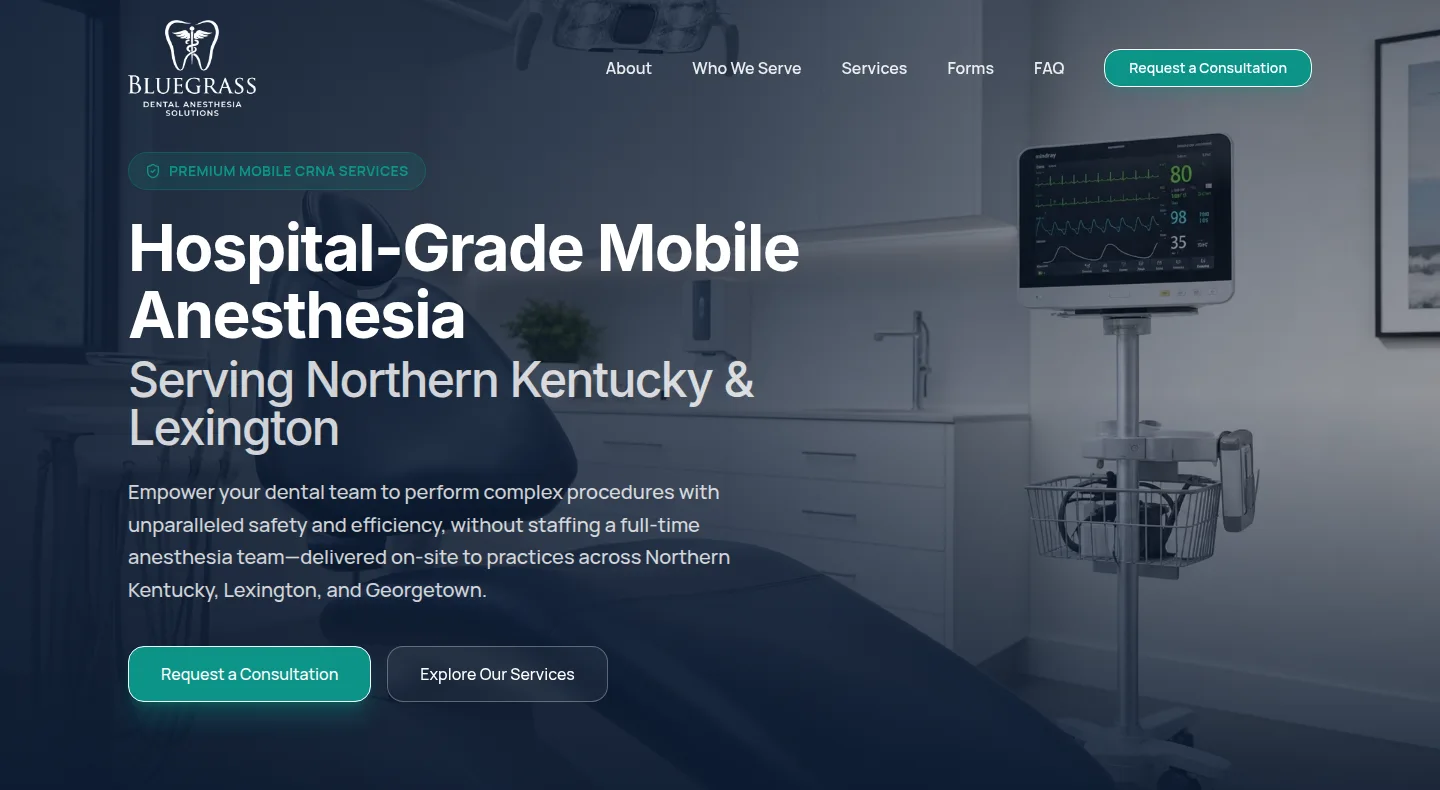 BLUEGRASS
DENTAL ANESTHESIA
SOLUTIONS
About
Who We Serve
Services
Forms
FAQ
Request a Consultation
PREMIUM MOBILE CRNA SERVICES
Hospital-Grade Mobile
Anesthesia
Serving Northern Kentucky &
Lexington
Empower your dental team to perform complex procedures with
unparalleled safety and efficiency, without staffing a full-time
anesthesia team—delivered on-site to practices across Northern
Kentucky, Lexington, and Georgetown.
Request a Consultation
Explore Our Services
mindray
80
98
35